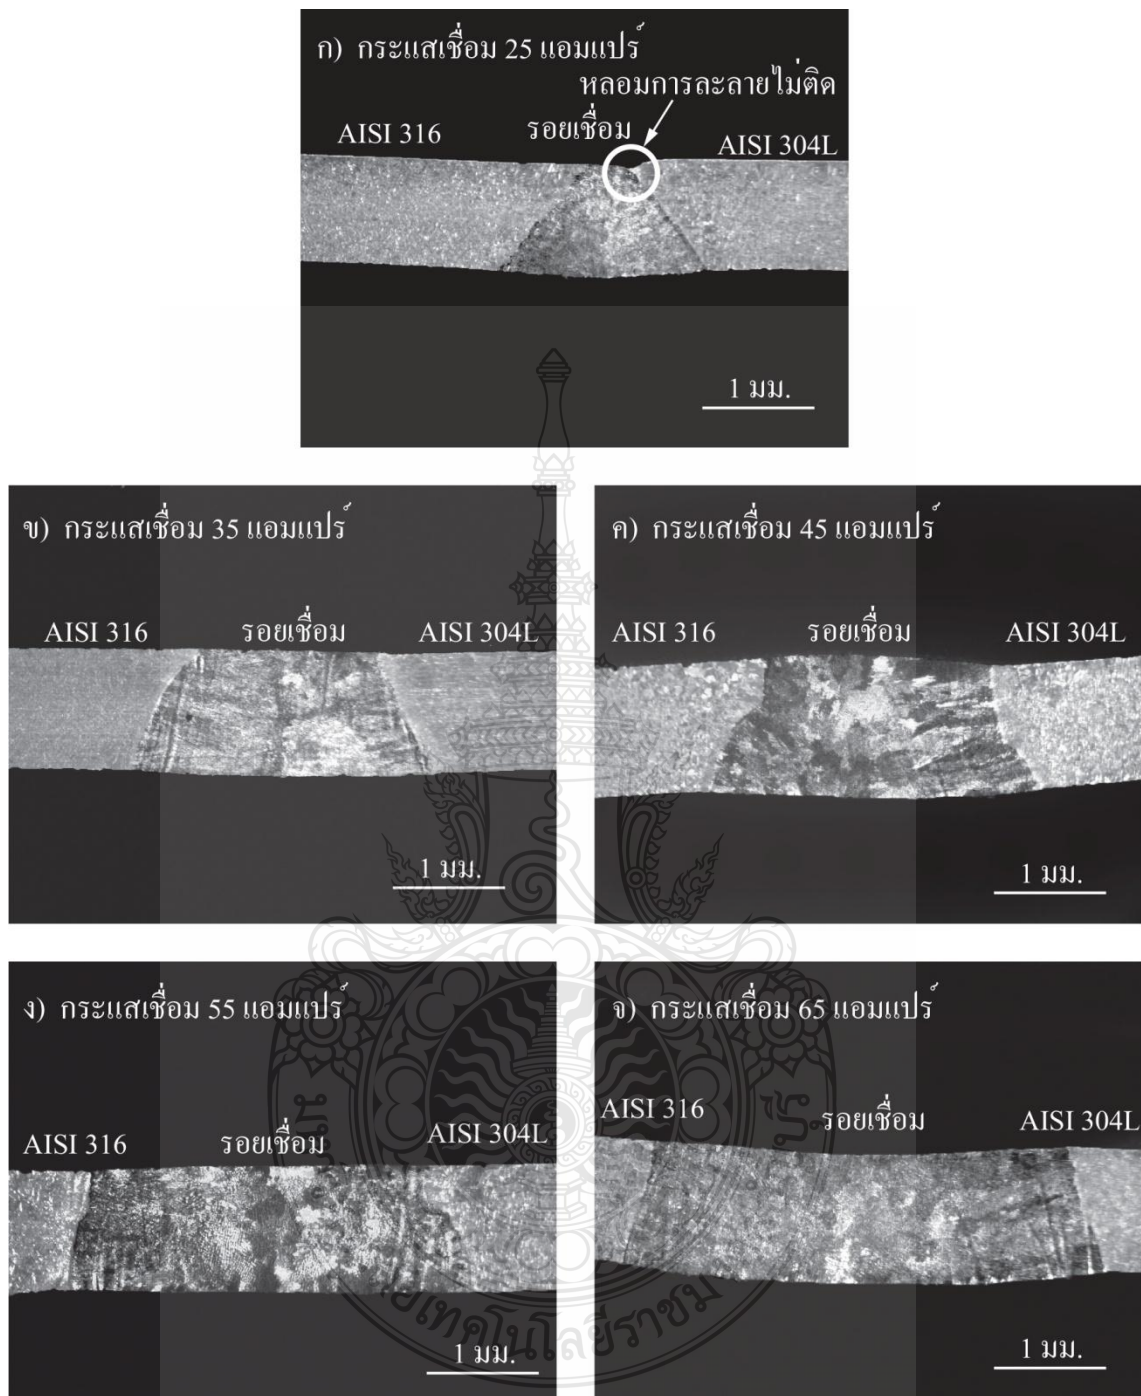 ก) กระแสเชื่อม 25 แอมแปร์
หลอมการละลายไม่ติด
AISI 316
รอยเชื่อม
AISI 304L
1 มม.
ข) กระแสเชื่อม 35 แอมแปร์
AISI 316
รอยเชื่อม
AISI 304L
1 มม.
ค) กระแสเชื่อม 45 แอมแปร์
AISI 316
รอยเชื่อม
AISI 304L
1 มม.
ง) กระแสเชื่อม 55 แอมแปร์
AISI 316
รอยเชื่อม
AISI 304L
1 มม.
จ) กระแสเชื่อม 65 แอมแปร์
AISI 316
รอยเชื่อม
AISI 304L
1 มม.